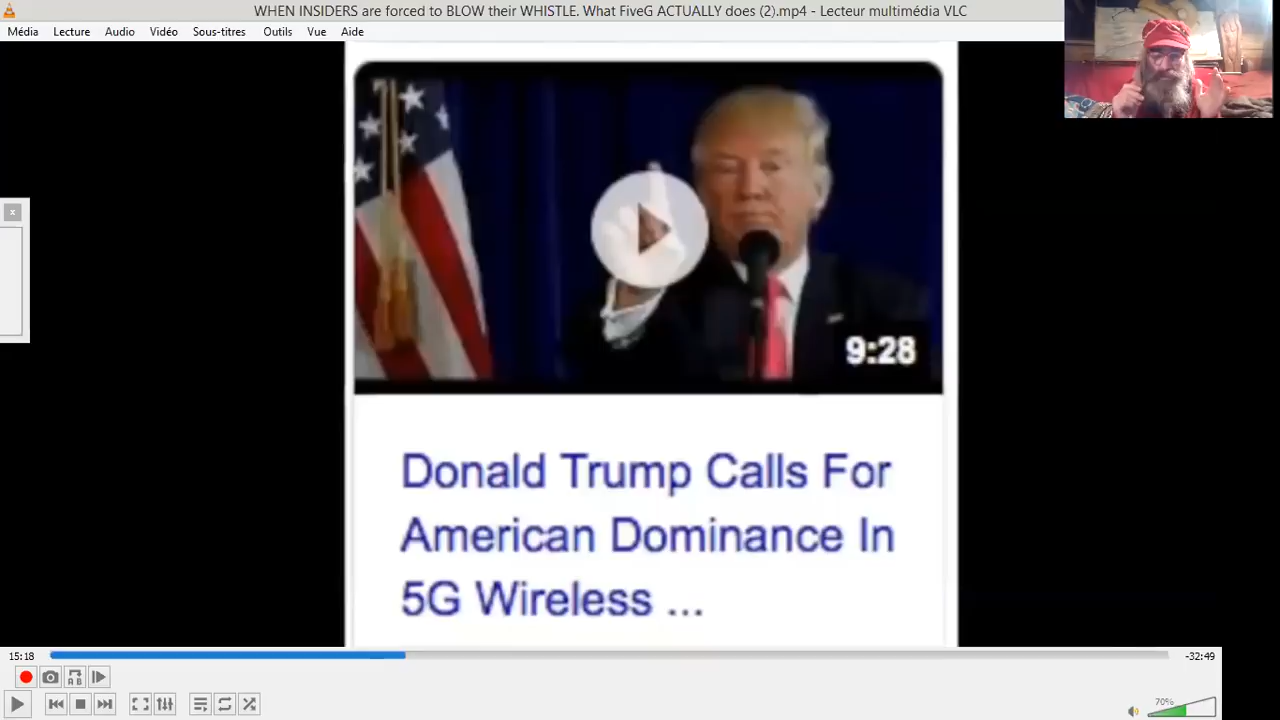 WHEN INSIDERS are forced to BLOW their WHISTLE. What FiveG ACTUALLY does (2).mp4 - Lecteur multimédia VLC
Média Lecture Audio Vidéo Sous-titres Outils Vue Aide
x
9:28
Donald Trump Calls For
American Dominance In
5G Wireless ...
15:18 -32:49
A B
70%